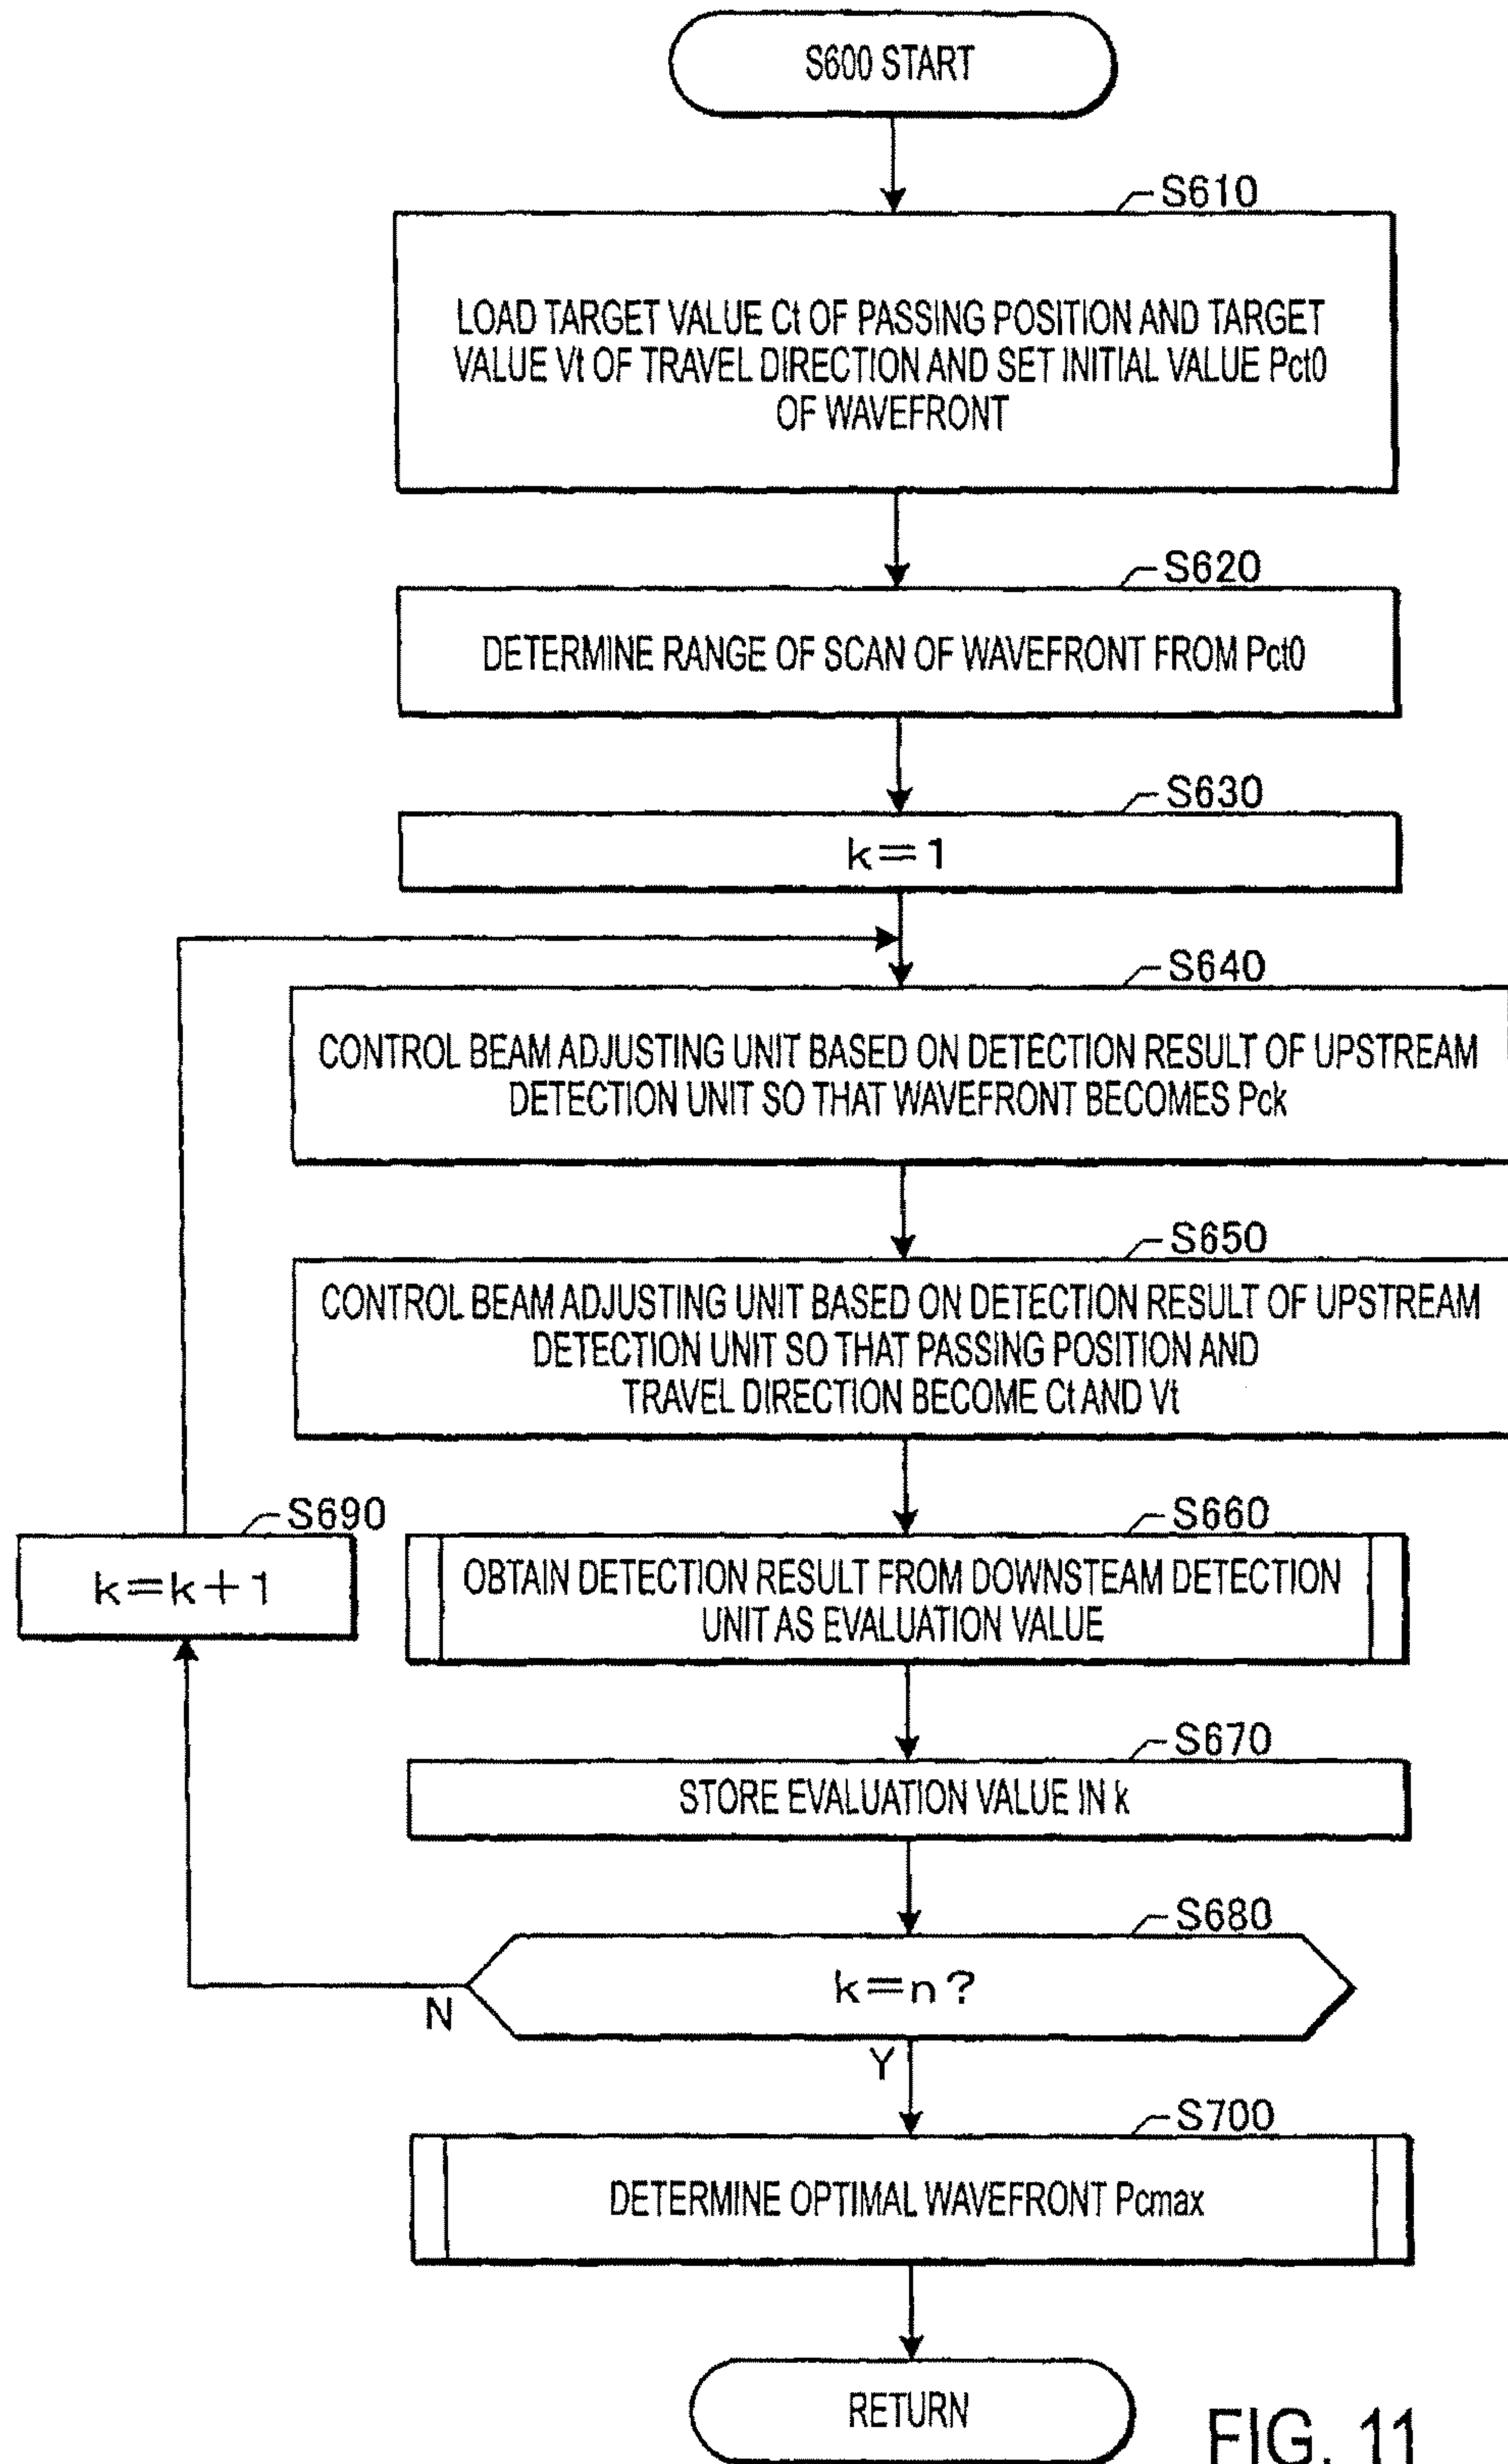 S600 START
S610
LOAD TARGET VALUE Ct OF PASSING POSITION AND TARGET
VALUE Vt OF TRAVEL DIRECTION AND SET INITIAL VALUE Pct0
OF WAVEFRONT
S620
DETERMINE RANGE OF SCAN OF WAVEFRONT FROM Pct0
S630
k=1
S640
CONTROL BEAM ADJUSTING UNIT BASED ON DETECTION RESULT OF UPSTREAM
DETECTION UNIT SO THAT WAVEFRONT BECOMES Pck
S650
CONTROL BEAM ADJUSTING UNIT BASED ON DETECTION RESULT OF UPSTREAM
DETECTION UNIT SO THAT PASSING POSITION AND
TRAVEL DIRECTION BECOME Ct AND Vt
S690
k=k+1
S660
OBTAIN DETECTION RESULT FROM DOWNSTEAM DETECTION
UNIT AS EVALUATION VALUE
S670
STORE EVALUATION VALUE IN k
S680
k=n?
N
Y
S700
DETERMINE OPTIMAL WAVEFRONT Pcmax
RETURN
FIG. 11